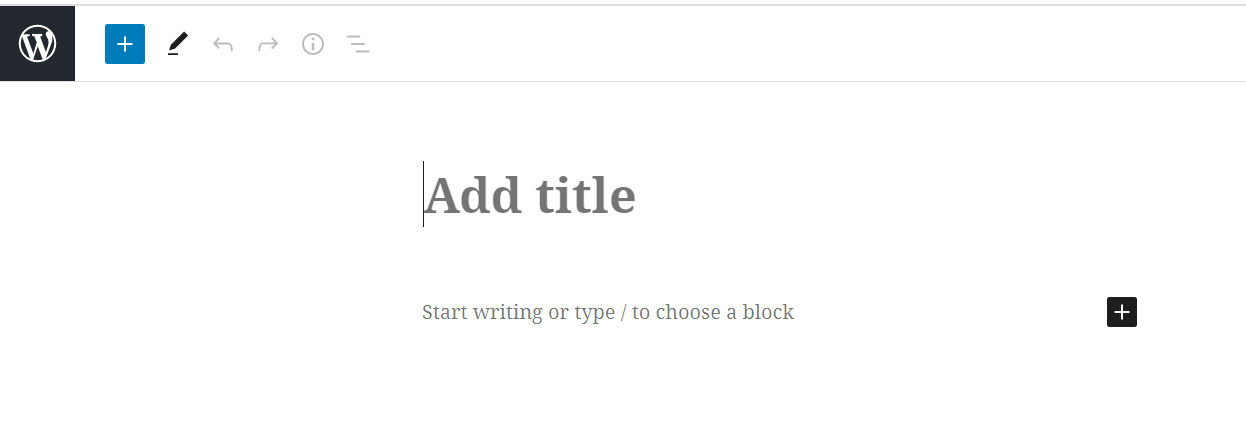 Add title
Start writing or type / to choose a block